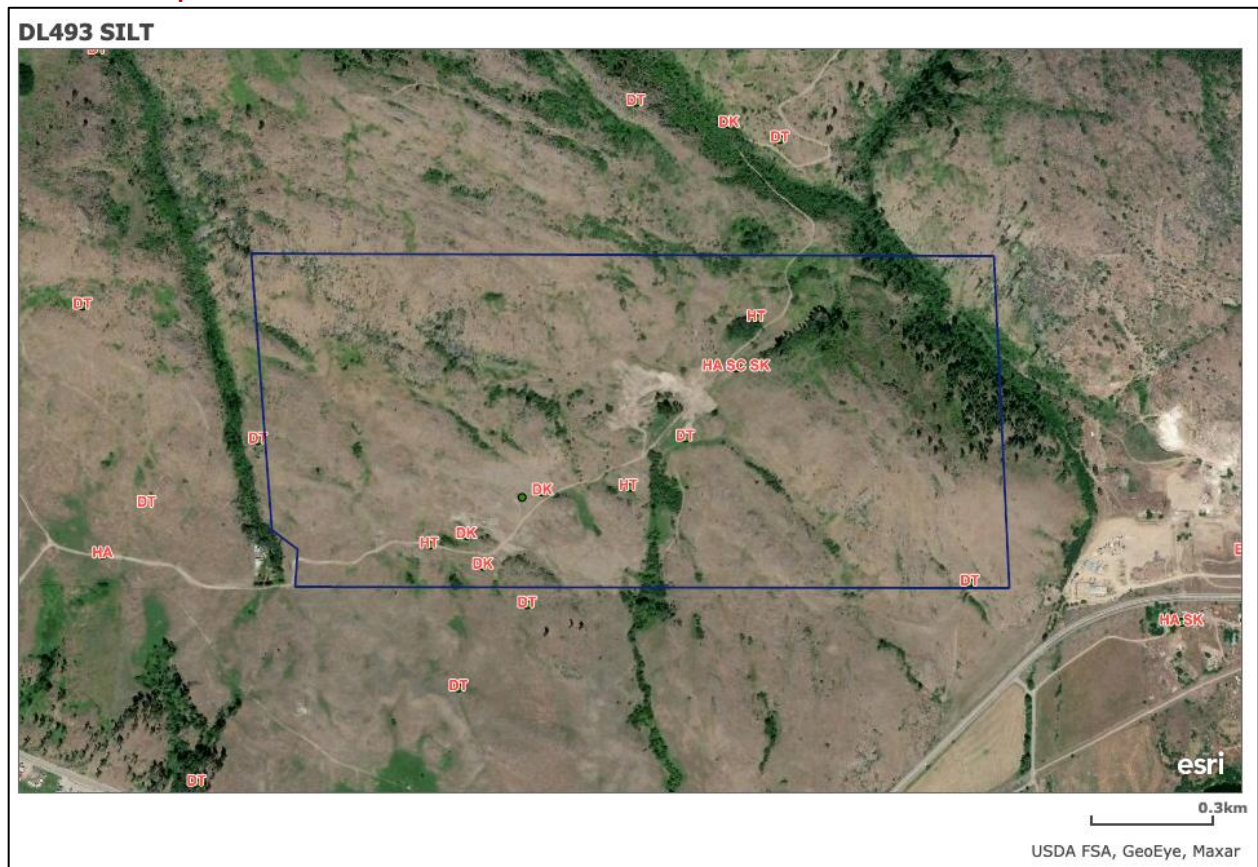 DL493 SILT
DT
DT
DK
DT
DT
HT
HA SC SK
DT
DT
DT
HT
DK
DK
HT
HA
DK
DT
DT
HA SK
DT
DT
esri
0.3km
USDA FSA, GeoEye, Maxar